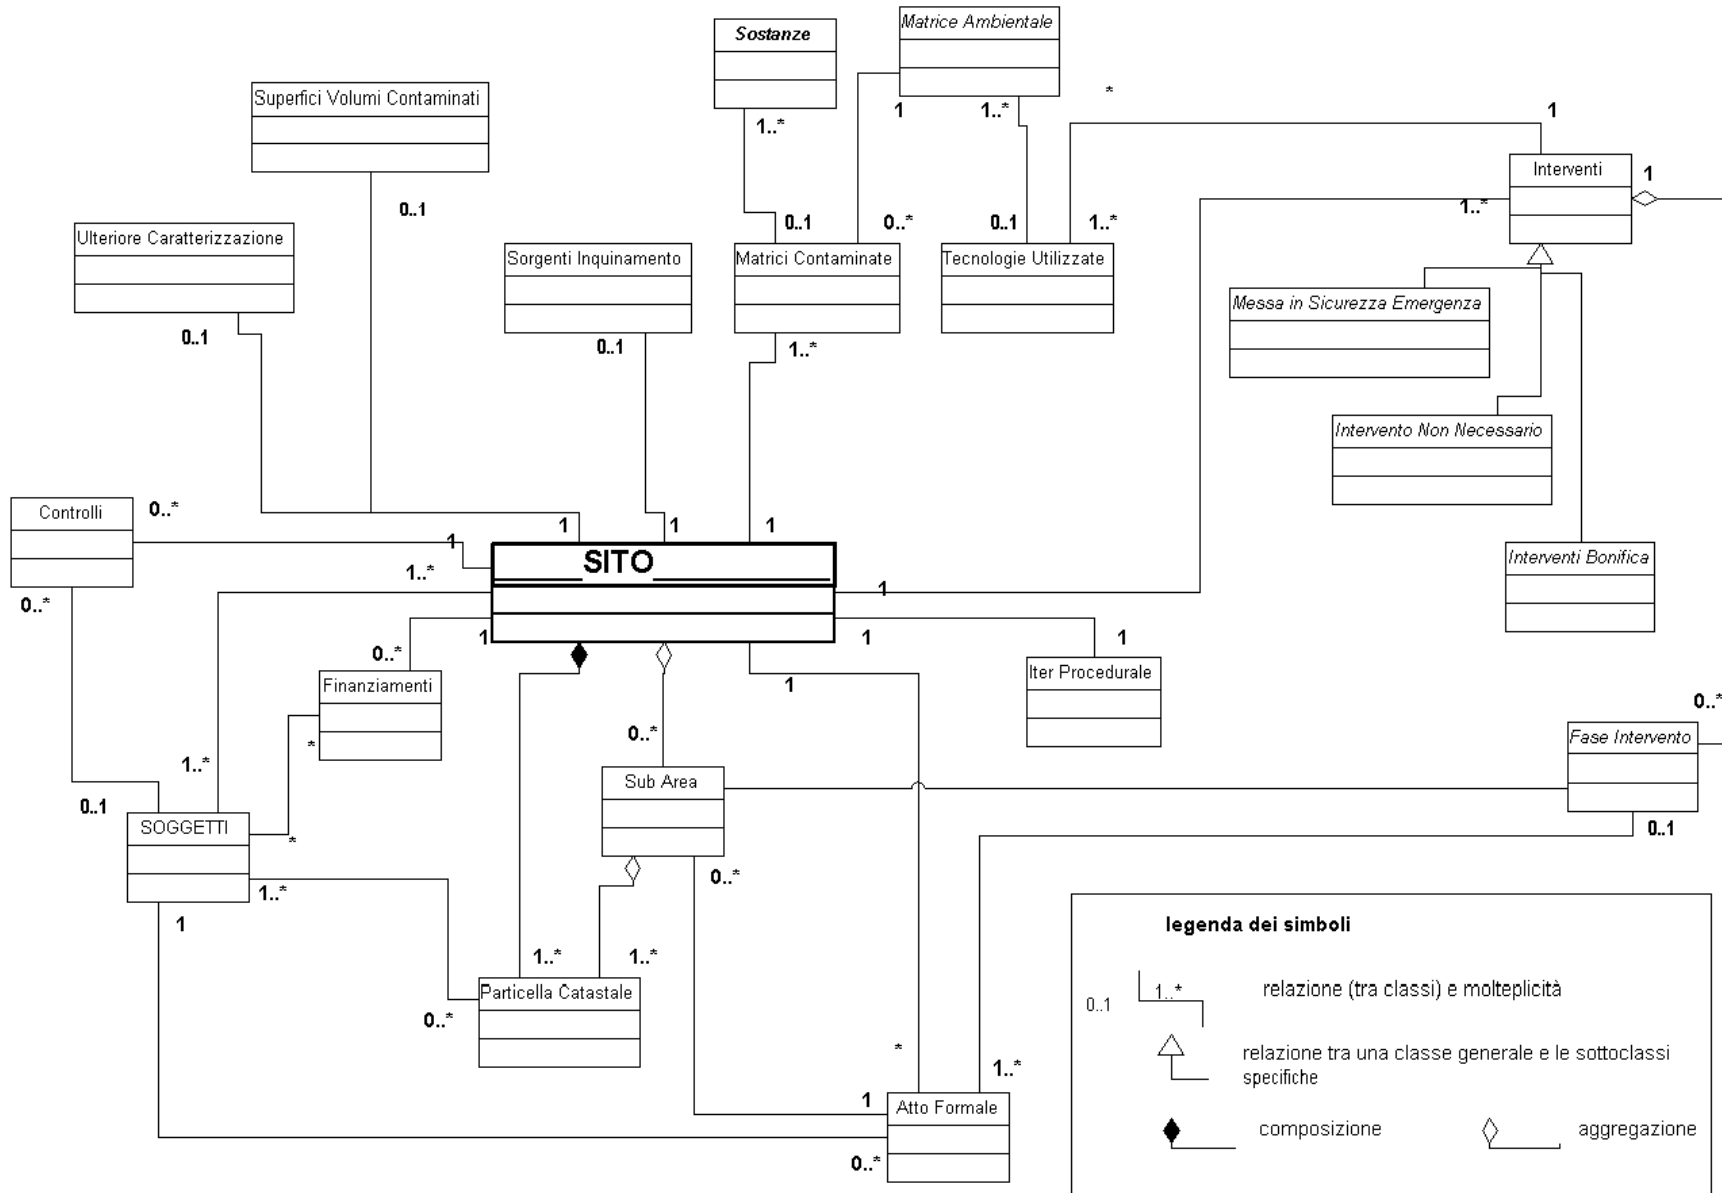 Matrice Ambientale
Sostanze
Superfici Volumi Contaminati
1..*
1
1..*
*
1
Interventi
1
1..*
0..1
Ulteriore Caratterizzazione
0..1
0..*
0..1
1..*
Sorgenti Inquinamento
Matrici Contaminate
Tecnologie Utilizzate
Messa in Sicurezza Emergenza
0..1
0..1
1..*
Intervento Non Necessario
Controlli
0..*
1
1
1
1
SITO
Interventi Bonifica
1..*
0..*
1
1
1
1
0..*
Finanziamenti
1
Iter Procedurale
0..*
0..*
*
Fase Intervento
1..*
Sub Area
0..1
SOGGETTI
*
0..1
0..*
1..*
1
1..*
1..*
Particella Catastale
0..*
*
1..*
1
Atto Formale
0..*
legenda dei simboli
0..1
1..*
relazione (tra classi) e molteplicità
relazione tra una classe generale e le sottoclassi
specifiche
composizione
aggregazione